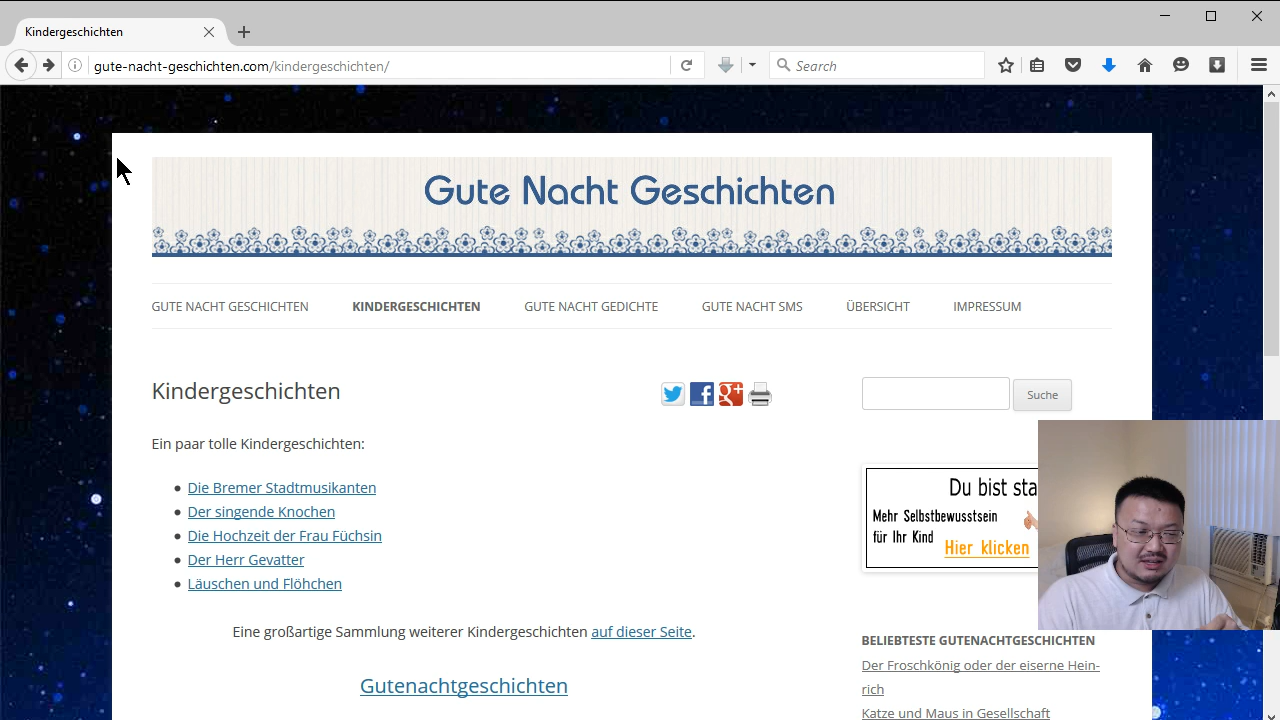 Kindergeschichten
gute-nacht-geschichten.com/kindergeschichten/
Search
Gute Nacht Geschichten
GUTE NACHT GESCHICHTEN KINDERGESCHICHTEN GUTE NACHT GEDICHTE GUTE NACHT SMS ÜBERSICHT IMPRESSUM
Kindergeschichten
Suche
Ein paar tolle Kindergeschichten:
Die Bremer Stadtmusikanten
Der singende Knochen
Die Hochzeit der Frau Füchsin
Der Herr Gevatter
Läuschen und Flöhchen
Eine großartige Sammlung weiterer Kindergeschichten auf dieser Seite.
Gutenachtgeschichten
Du bist sta
Mehr Selbstbewusstsein
für Ihr Kind
Hier klicken
BELIEBTESTE GUTENACHTGESCHICHTEN
Der Froschkönig oder der eiserne Hein-
rich
Katze und Maus in Gesellschaft